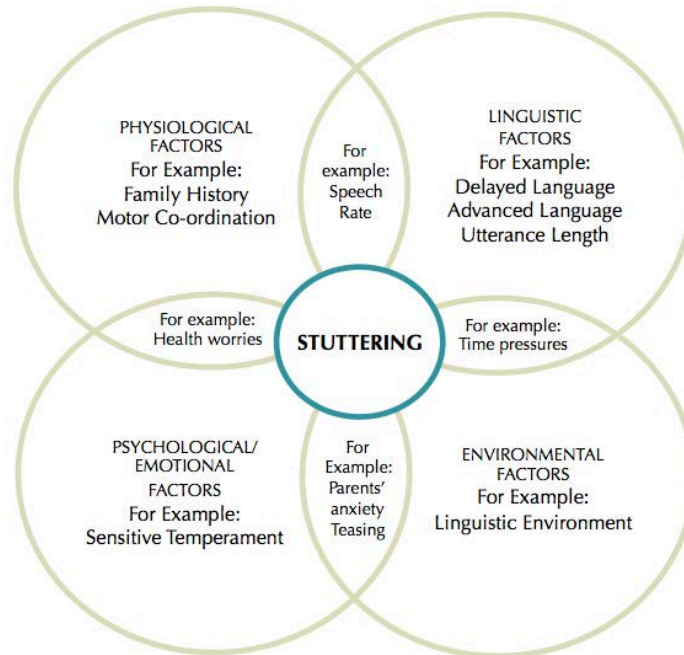 PHYSIOLOGICAL
FACTORS
For Example:
Family History
Motor Co-ordination
For
example:
Speech
Rate
LINGUISTIC
FACTORS
For Example:
Delayed Language
Advanced Language
Utterance Length
For example:
Health worries
STUTTERING
For example:
Time pressures
PSYCHOLOGICAL/
EMOTIONAL
FACTORS
For Example:
Sensitive Temperament
For
Example:
Parents'
anxiety
Teasing
ENVIRONMENTAL
FACTORS
For Example:
Linguistic Environment